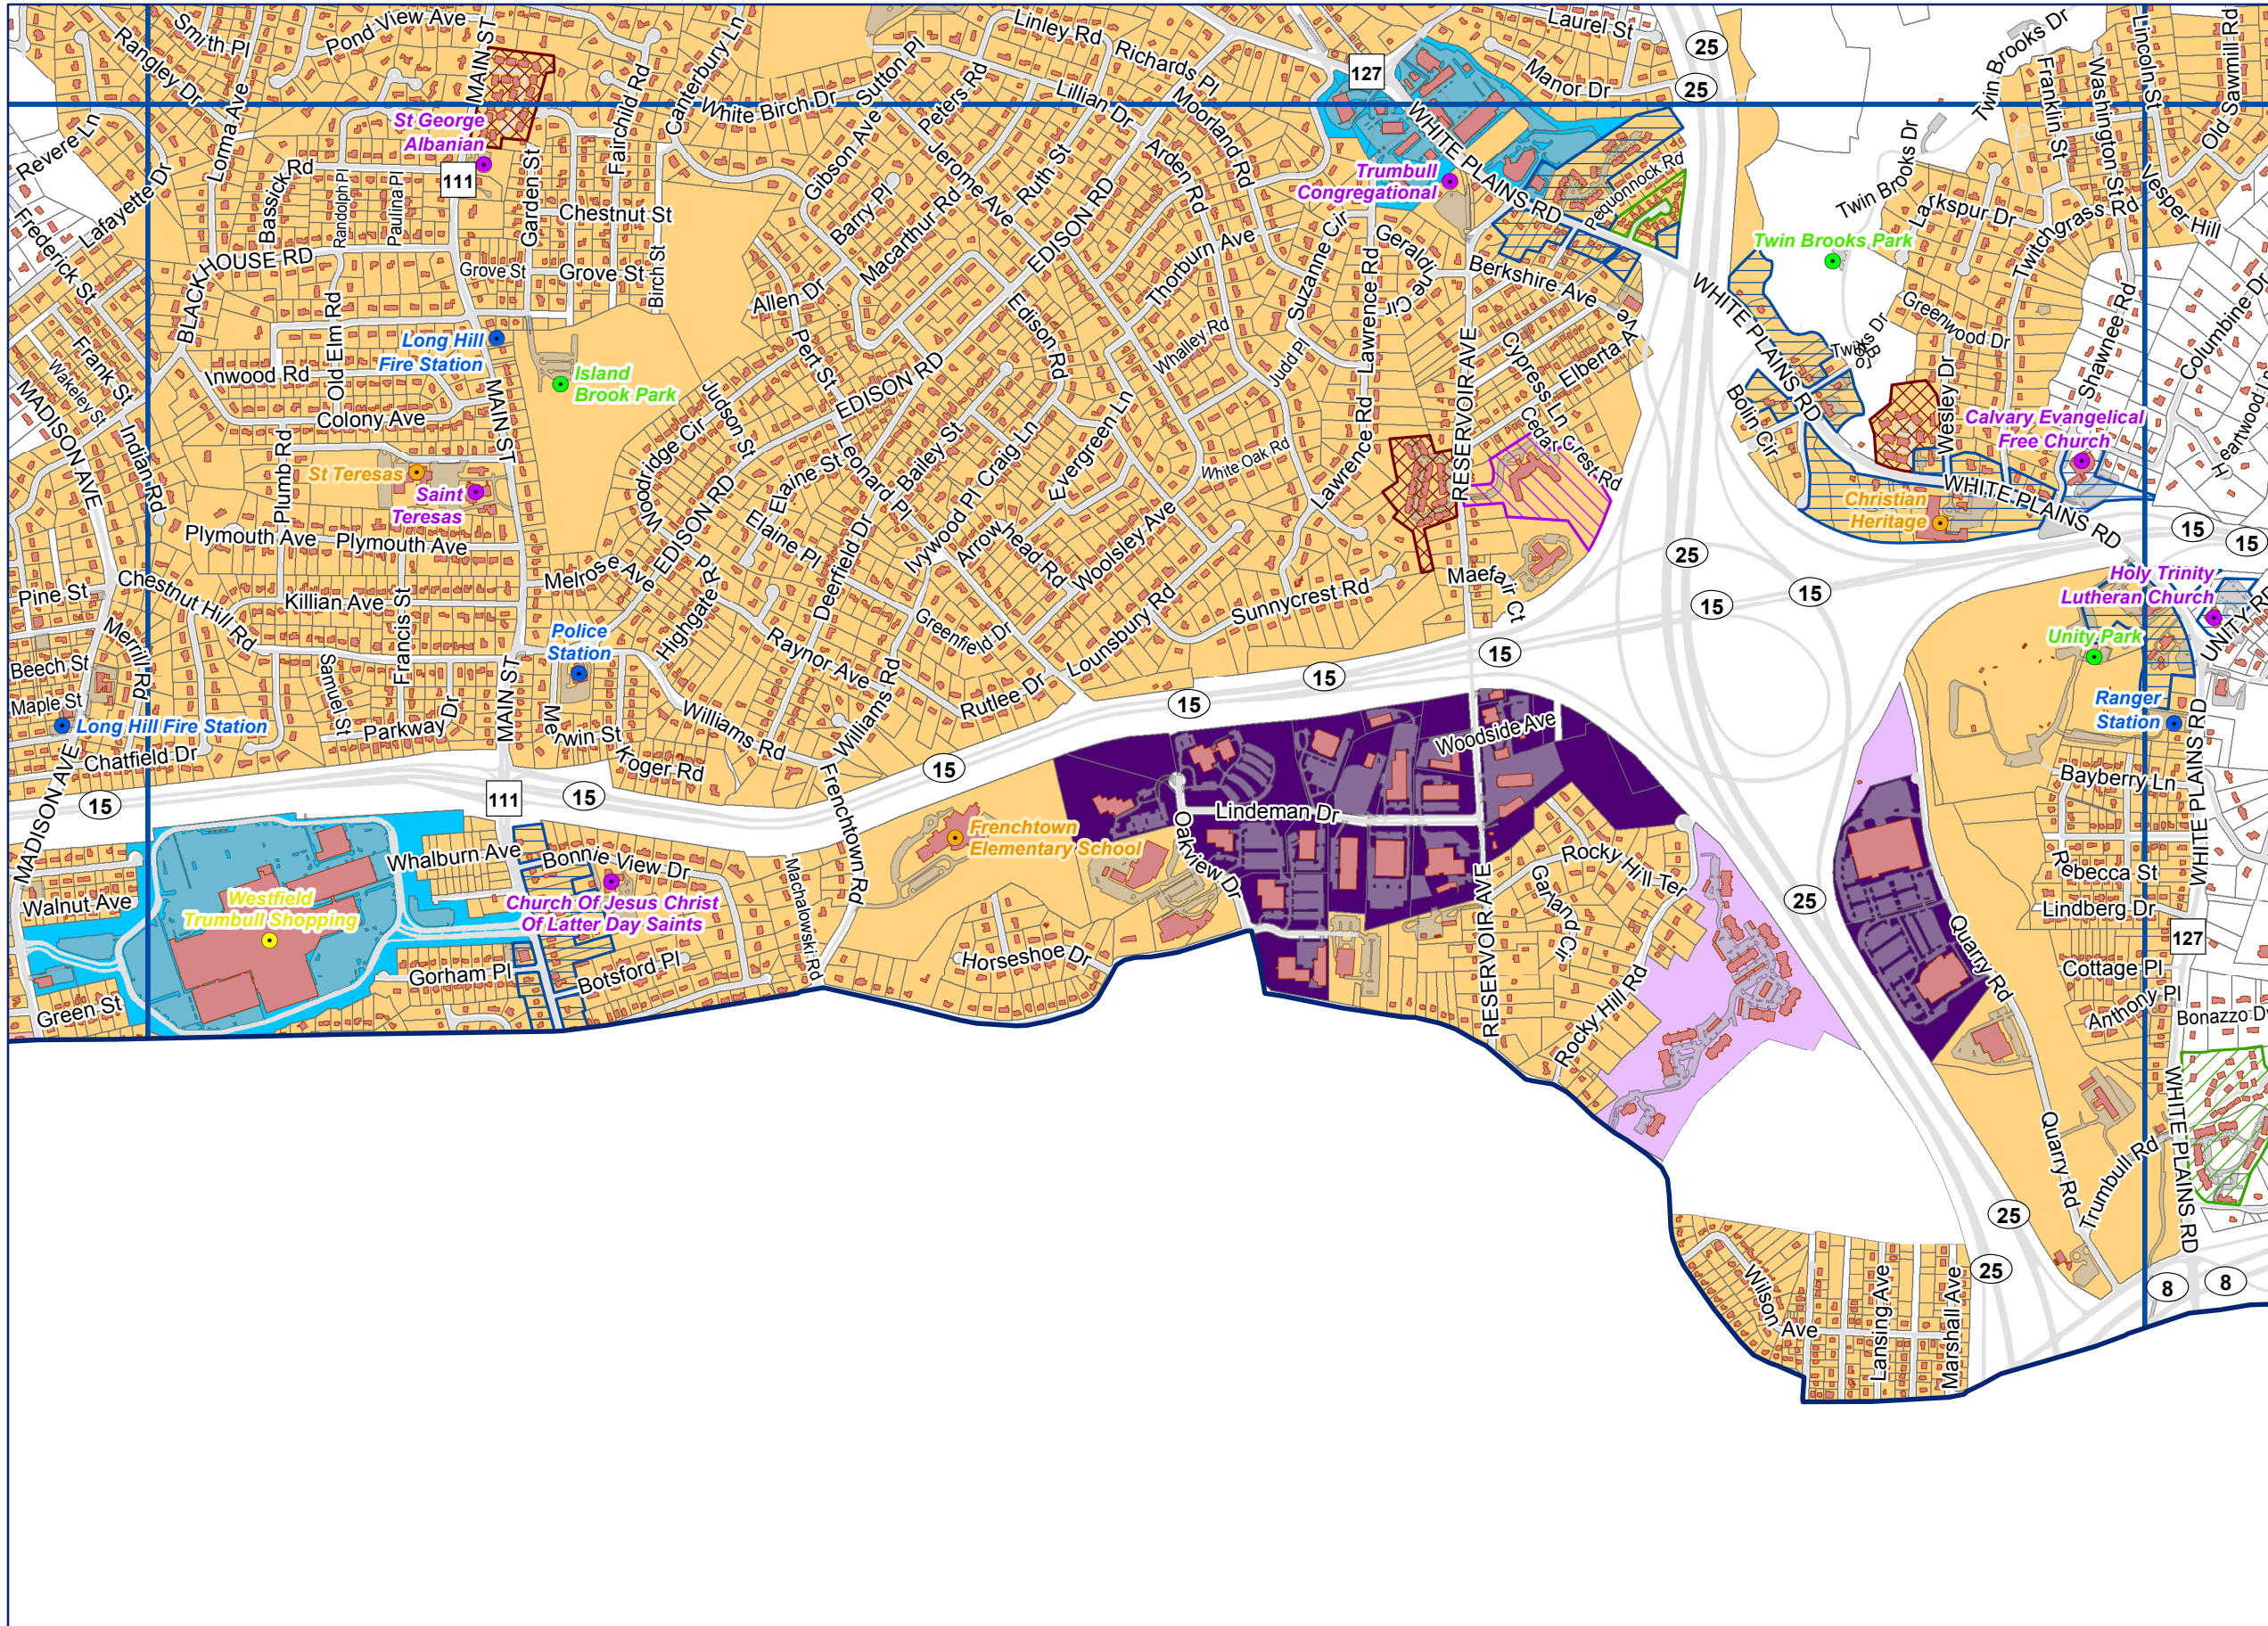 Smith Pl
Pond View Ave
MAIN ST
Rangley Dr
Canterbury Ln
Linley Rd
Richards Pl
Laurel St
25
Twin Brooks Dr
Lincoln St
Old Sawmill Rd
Sutton Pl
127
Manor Dr
25
Franklin St
Washington St
Fairchild Rd
Peters Rd
White Birch Dr
Lillian Dr
Moorland Rd
WHITE PLAINS RD
Revere Ln
Lorma Ave
St George
Albanian
Gibson Ave
Jerome Ave
Ruth St
Arden Rd
Twin Brooks Dr
Bassick Rd
Randolph Pl
Paulina Pl
111
Garden St
Trumbull
Congregational
Pequonnock Rd
Vesper Hill
Lafayette Dr
Chestnut St
Barry Pl
Macarthur Rd
EDISON RD
Larkspur Dr
Twitchgrass Rd
Frederick St
BLACKHOUSE RD
Grove St
Grove St
Birch St
Thorburn Ave
Suzanne Cir
Lawrence Rd
Geraldine Cir
Berkshire Ave
Twin Brooks Park
Allen Dr
Edison Rd
WHITE PLAINS RD
Greenwood Dr
Shawnee Rd
Columbine Dr
Frank St
Wakeley St
Old Elm Rd
Inwood Rd
Long Hill
Fire Station
Island
Brook Park
Pelt St
Whalley Rd
Judd Pl
RESERVOIR AVE
Cypress Ln
Elberta Ave
Twin Brooks Dr
MADISON AVE
Indian Rd
Colony Ave
MAIN ST
Judson St
EDISON RD
Bolin Cir
Wesley Dr
Calvary Evangelical
Free Church
Heartwood
Plumb Rd
St Teresas
Saint
Teresas
Woodridge Cir
Elaine St
Leonard Pl
Bailey St
Craig Ln
Evergreen Ln
White Oak Rd
Lawrence Rd
Cedar Crest Rd
Christian
Heritage
WHITE PLAINS RD
Plymouth Ave
Plymouth Ave
EDISON RD
Elaine Pl
Deerfield Dr
Ivywood Pl
Arrowhead Rd
Woolsley Ave
15
15
25
Pine St
Chestnut Hill Rd
Killian Ave
Francis St
Melrose Ave
Highgate Rd
Greenfield Dr
Lounsbury Rd
Sunnycrest Rd
Maefair Ct
15
15
Holy Trinity
Lutheran Church
UNITY RD
Unity Park
Merrill Rd
Beech St
Maple St
Samuel St
Police
Station
Raynor Ave
15
15
15
Ranger
Station
Long Hill Fire Station
Parkway Dr
MAIN ST
Merwin St
Williams Rd
Williams Rd
Rutlee Dr
Woodside Ave
WHITE PLAINS RD
Chatfield Dr
Koger Rd
15
Bayberry Ln
MADISON AVE
15
111
15
Frenchtown Rd
Lindeman Dr
Oakview Dr
Frenchtown
Elementary School
Whalburn Ave
Bonnie View Dr
Machalowski Rd
RESERVOIR AVE
Rocky Hill Ter
Garland Cir
25
Rebecca St
Walnut Ave
Westfield
Trumbull Shopping
Church Of Jesus Christ
Of Latter Day Saints
Quarry Rd
Lindberg Dr
127
Gorham Pl
Botsford Pl
Horseshoe Dr
Rocky Hill Rd
Cottage Pl
Green St
Anthony Pl
Bonazzo Dr
WHITE PLAINS RD
Quarry Rd
Trumbull Rd
25
Wilson Ave
Lansing Ave
Marshall Ave
25
8
8